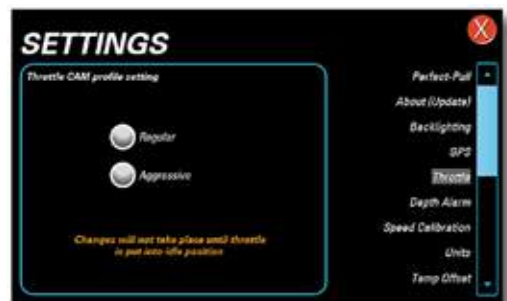 SETTINGS
X
Throttle CAM profile setting
Regular
Aggressive
Changes will not take place until throttle
is put into idle position
Perfect-Pull
About (Update)
Backlighting
GPS
Throttle
Depth Alarm
Speed Calibration
Units
Temp Offset